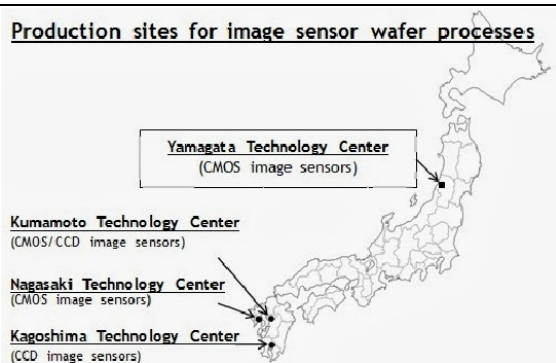 Production sites for image sensor wafer processes
Yamagata Technology Center
(CMOS image sensors)
Kumamoto Technology Center
(CMOS/CCD image sensors)
Nagasaki Technology Center
(CMOS image sensors)
Kagoshima Technology Center
(CCD image sensors)